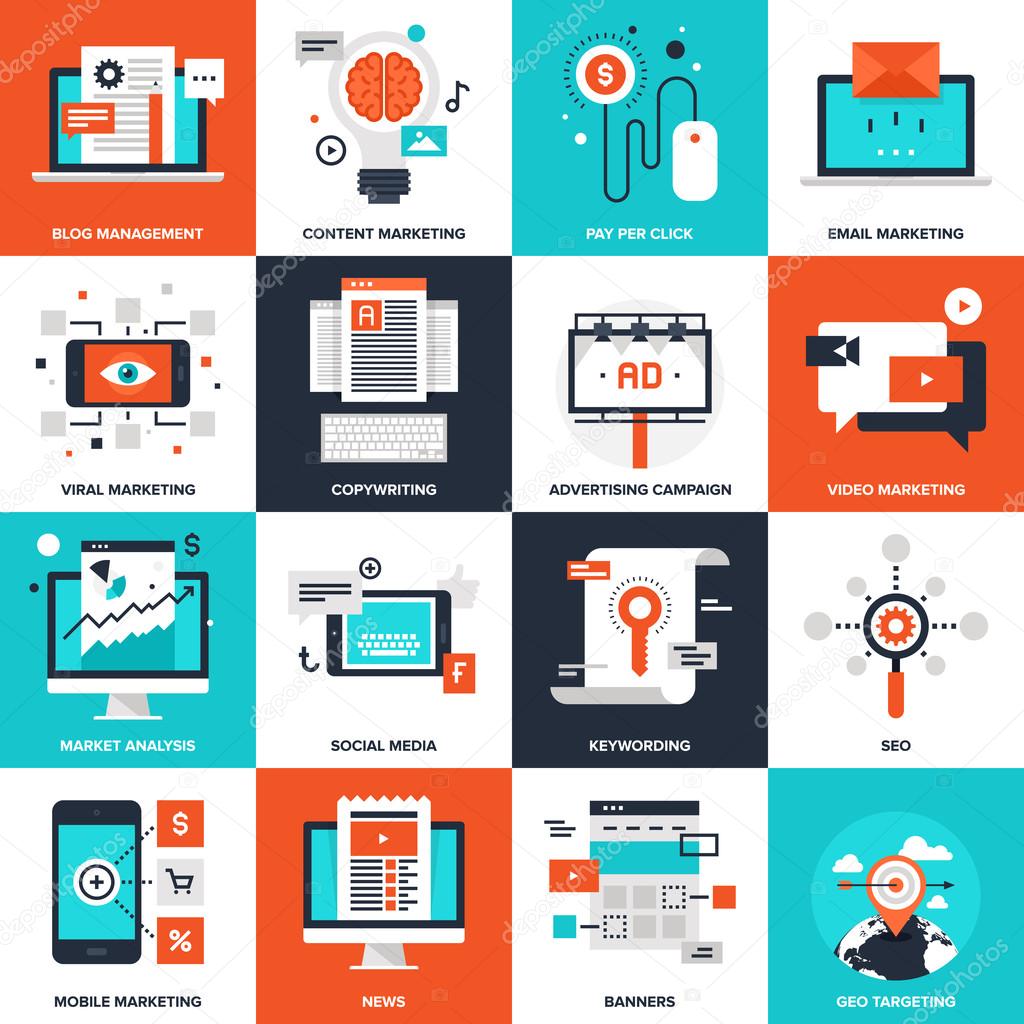 BLOG MANAGEMENT
CONTENT MARKETING
$
PAY PER CLICK
EMAIL MARKETING
VIRAL MARKETING
A
COPYWRITING
AD
ADVERTISING CAMPAIGN
VIDEO MARKETING
$
MARKET ANALYSIS
t
F
SOCIAL MEDIA
KEYWORDING
SEO
$
%
MOBILE MARKETING
NEWS
BANNERS
GEO TARGETING
depositphotos